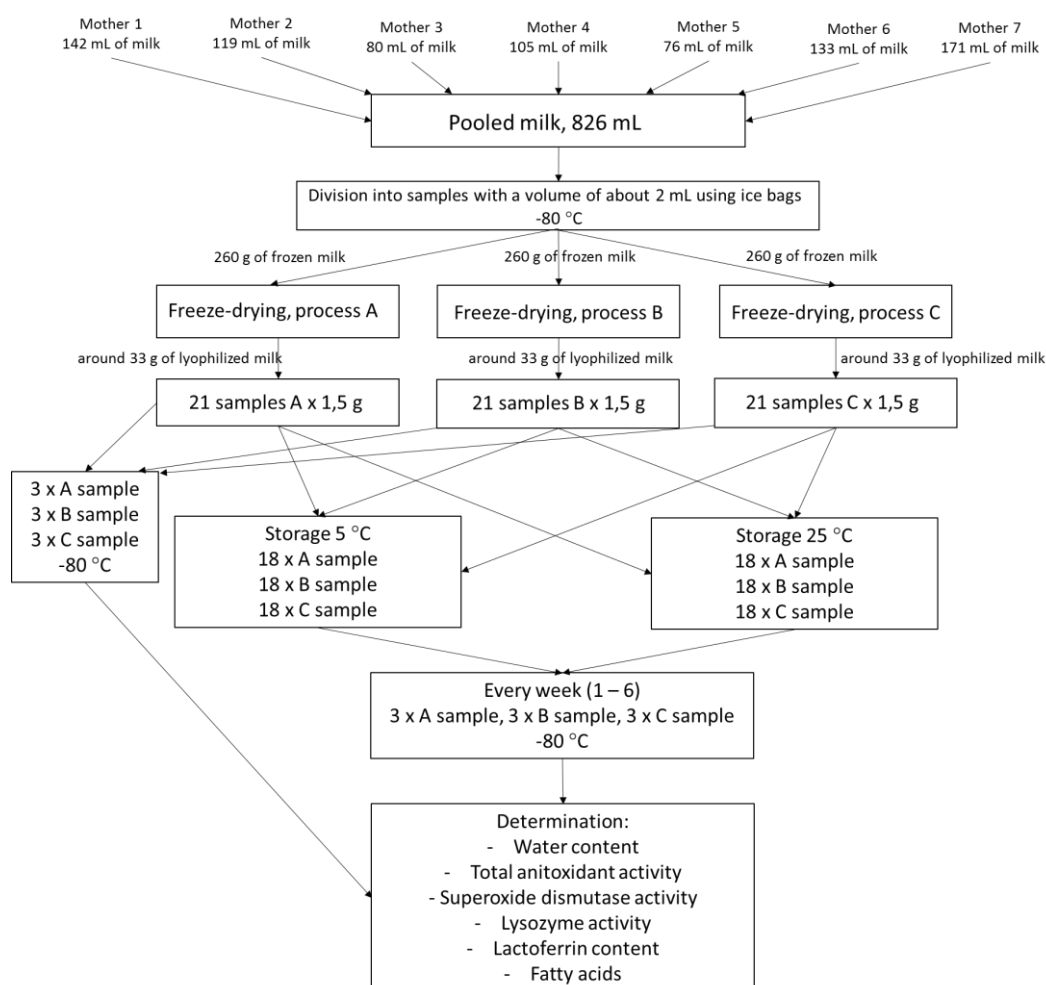 Mother 1
142 mL of milk
Mother 2
119 mL of milk
Mother 3
80 mL of milk
Mother 4
105 mL of milk
Mother 5
76 mL of milk
Mother 6
133 mL of milk
Mother 7
171 mL of milk
Pooled milk, 826 mL
Division into samples with a volume of about 2 mL using ice bags
-80 °C
260 g of frozen milk
260 g of frozen milk
260 g of frozen milk
Freeze-drying, process A
Freeze-drying, process B
Freeze-drying, process C
around 33 g of lyophilized milk
around 33 g of lyophilized milk
around 33 g of lyophilized milk
21 samples A x 1,5 g
21 samples B x 1,5 g
21 samples C x 1,5 g
3 x A sample
3 x B sample
3 x C sample
-80 °C
Storage 5 °C
18 x A sample
18 x B sample
18 x C sample
Storage 25 °C
18 x A sample
18 x B sample
18 x C sample
Every week (1 – 6)
3 x A sample, 3 x B sample, 3 x C sample
-80 °C
Determination:
- Water content
- Total anitoxidant activity
- Superoxide dismutase activity
- Lysozyme activity
- Lactoferrin content
- Fatty acids